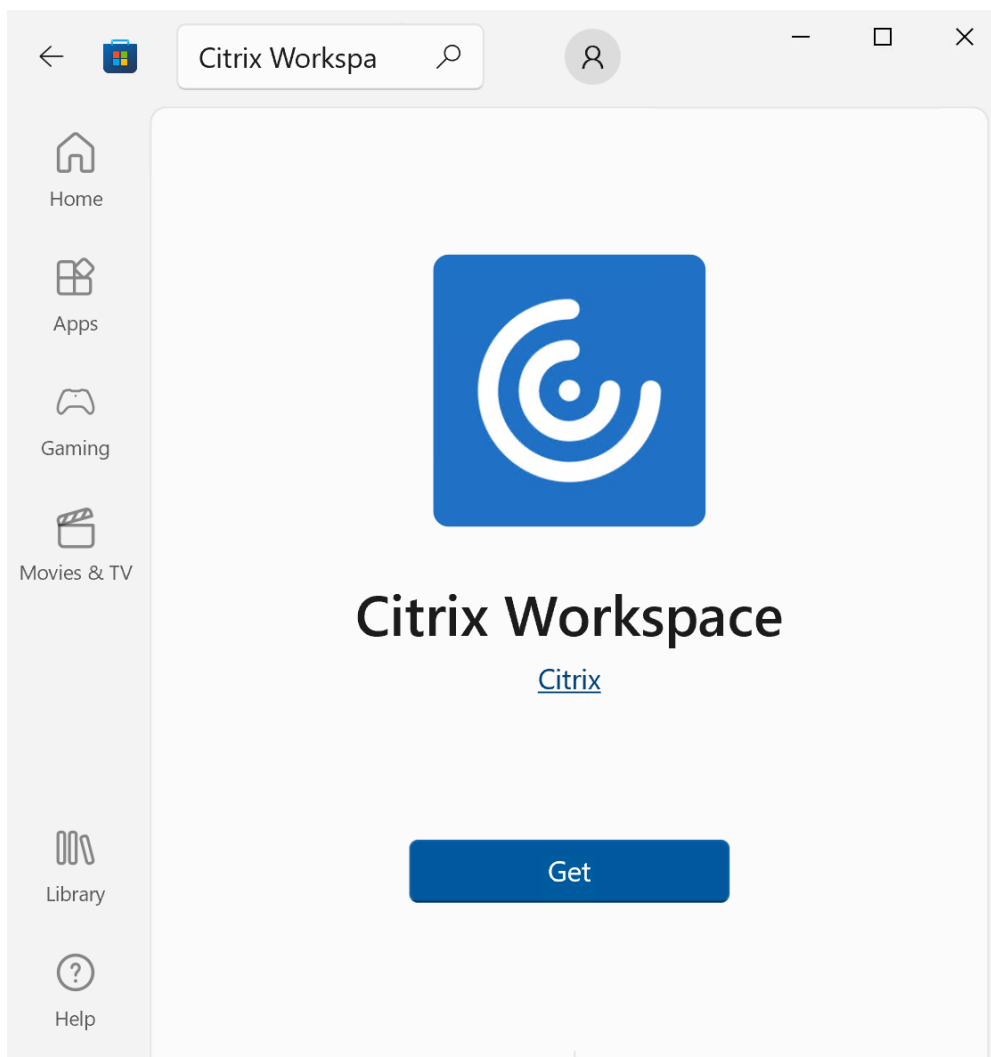 Citrix Workspa
Home
Apps
Gaming
Movies & TV
Citrix Workspace
Citrix
Get
Library
Help